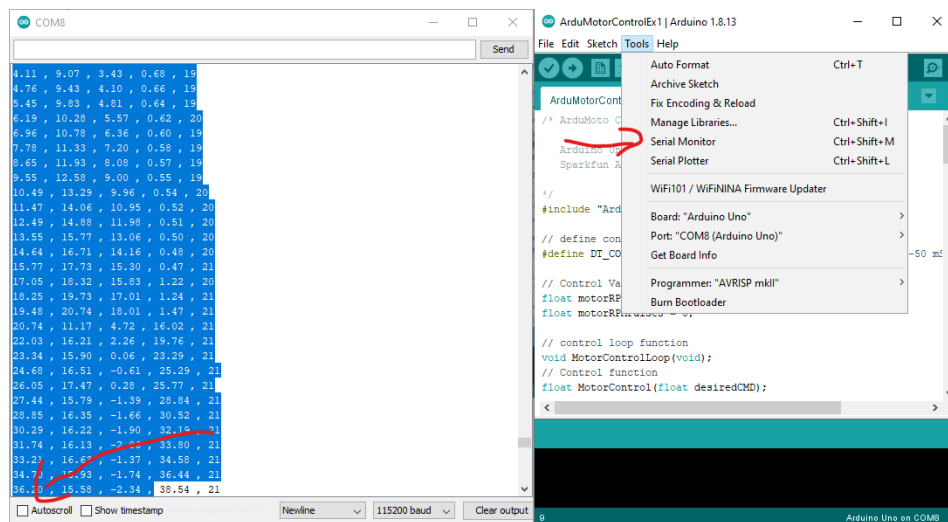 COM8
Send
4.11 , 9.07 , 3.43 , 0.68 , 19
4.76 , 9.43 , 4.10 , 0.66 , 19
5.45 , 9.83 , 4.81 , 0.64 , 19
6.19 , 10.28 , 5.57 , 0.62 , 20
6.96 , 10.78 , 6.36 , 0.60 , 19
7.78 , 11.33 , 7.20 , 0.58 , 19
8.65 , 11.93 , 8.08 , 0.57 , 19
9.55 , 12.58 , 9.00 , 0.55 , 19
10.49 , 13.29 , 9.96 , 0.54 , 20
11.47 , 14.06 , 10.95 , 0.52 , 20
12.49 , 14.88 , 11.98 , 0.51 , 20
13.55 , 15.77 , 13.06 , 0.50 , 20
14.64 , 16.71 , 14.16 , 0.48 , 20
15.77 , 17.73 , 15.30 , 0.47 , 21
17.05 , 18.32 , 15.83 , 1.22 , 20
18.25 , 19.73 , 17.01 , 1.24 , 21
19.48 , 20.74 , 18.01 , 1.47 , 21
20.74 , 11.17 , 4.72 , 16.02 , 21
22.03 , 16.21 , 2.26 , 19.76 , 21
23.34 , 15.90 , 0.06 , 23.29 , 21
24.68 , 16.51 , -0.61 , 25.29 , 21
26.05 , 17.47 , 0.28 , 25.77 , 21
27.44 , 15.79 , -1.39 , 28.84 , 21
28.85 , 16.35 , -1.66 , 30.52 , 21
30.29 , 16.22 , -1.90 , 32.19 , 21
31.74 , 16.13 , , 33.80 , 21
33.21 , , -1.37 , 34.58 , 21
, -1.74 , 36.44 , 21
, 15.58 , -2.34 , 38.54 , 21
Autoscroll Show timestamp Newline 115200 baud Clear output
ArduMotorControlEx1 | Arduino 1.8.13
File Edit Sketch Tools Help
Auto Format Ctrl+T
Archive Sketch
Fix Encoding & Reload
Manage Libraries... Ctrl+Shift+I
Serial Monitor Ctrl+Shift+M
Serial Plotter Ctrl+Shift+L
WiFi101 / WiFiNINA Firmware Updater
Board: "Arduino Uno"
Port: "COM8 (Arduino Uno)"
Get Board Info
Programmer: "AVRISP mkII"
Burn Bootloader
ArduMotorCont
/* ArduMoto C
Arduino
Sparkfun A
*/
#include "Ard
// define con
#define DT_CO -50 mS
// Control Va
float motorRP
float
// control loop function
void MotorControlLoop(void);
// Control function
float MotorControl(float desiredCMD);
9 Arduino Uno on COM8